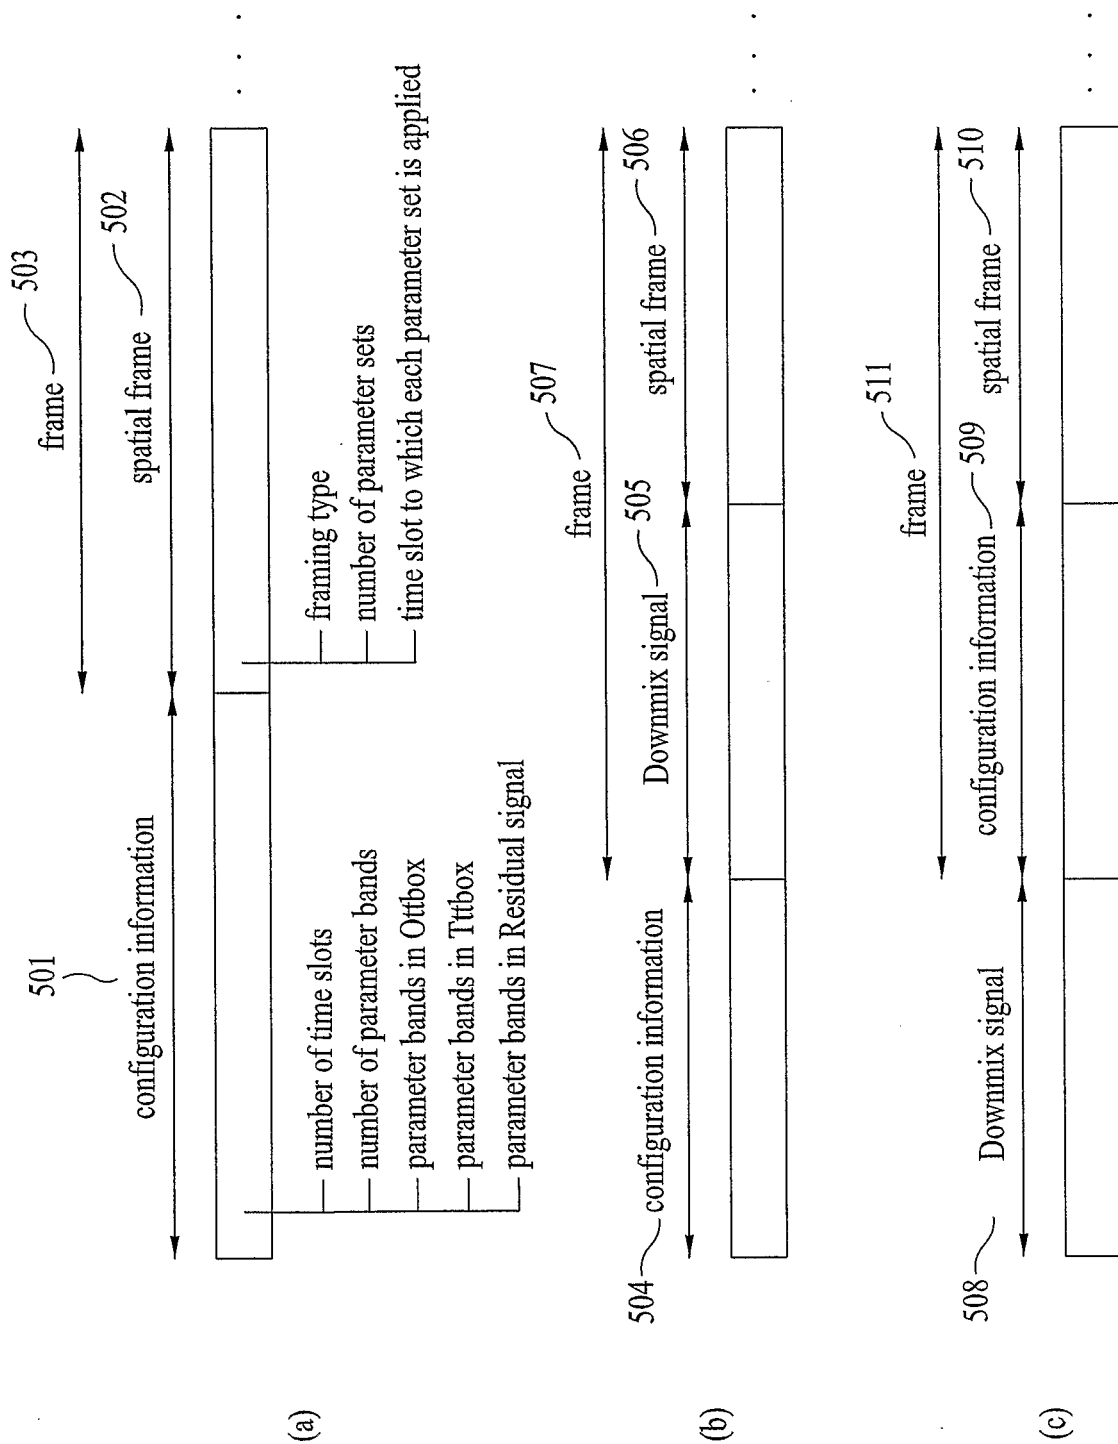 503
frame
502
spatial frame
501
configuration information
number of time slots
number of parameter bands
parameter bands in Ottbox
parameter bands in Tttbox
parameter bands in Residual signal
framing type
number of parameter sets
time slot to which each parameter set is applied
. . .
(a)
507
frame
504
configuration information
Downmix signal
505
spatial frame
506
. . .
(b)
511
frame
508
Downmix signal
configuration information
509
spatial frame
510
. . .
(c)